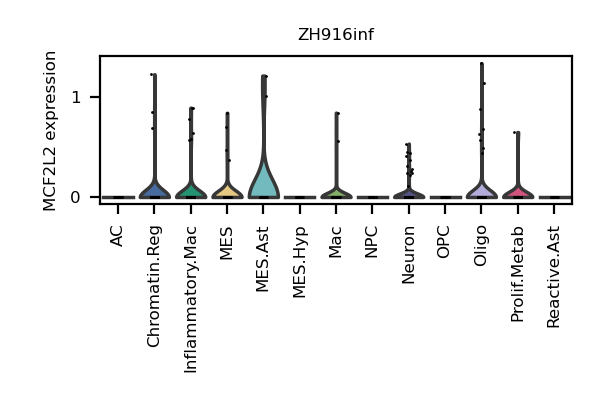 ZH916inf
MCF2L2 expression
1
0
AC
Chromatin.Reg
Inflammatory.Mac
MES
MES.Ast
MES.Hyp
Mac
NPC
Neuron
OPC
Oligo
Prolif.Metab
Reactive.Ast